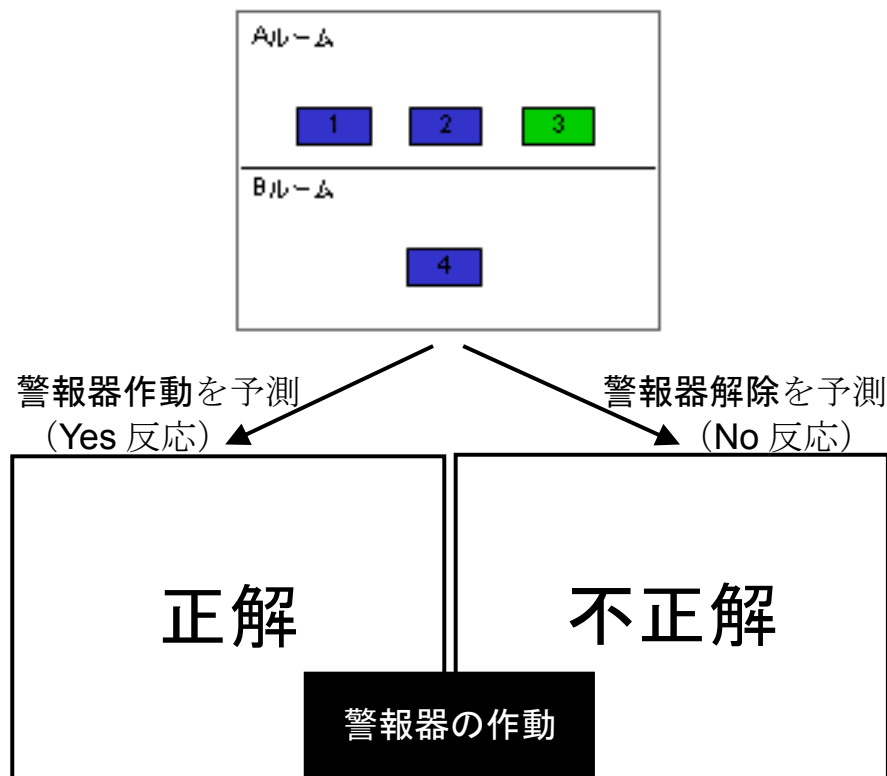 Aルーム
1 2 3
Bルーム
4
警報器作動を予測
（Yes 反応）
警報器解除を予測
（No 反応）
正解
不正解
警報器の作動